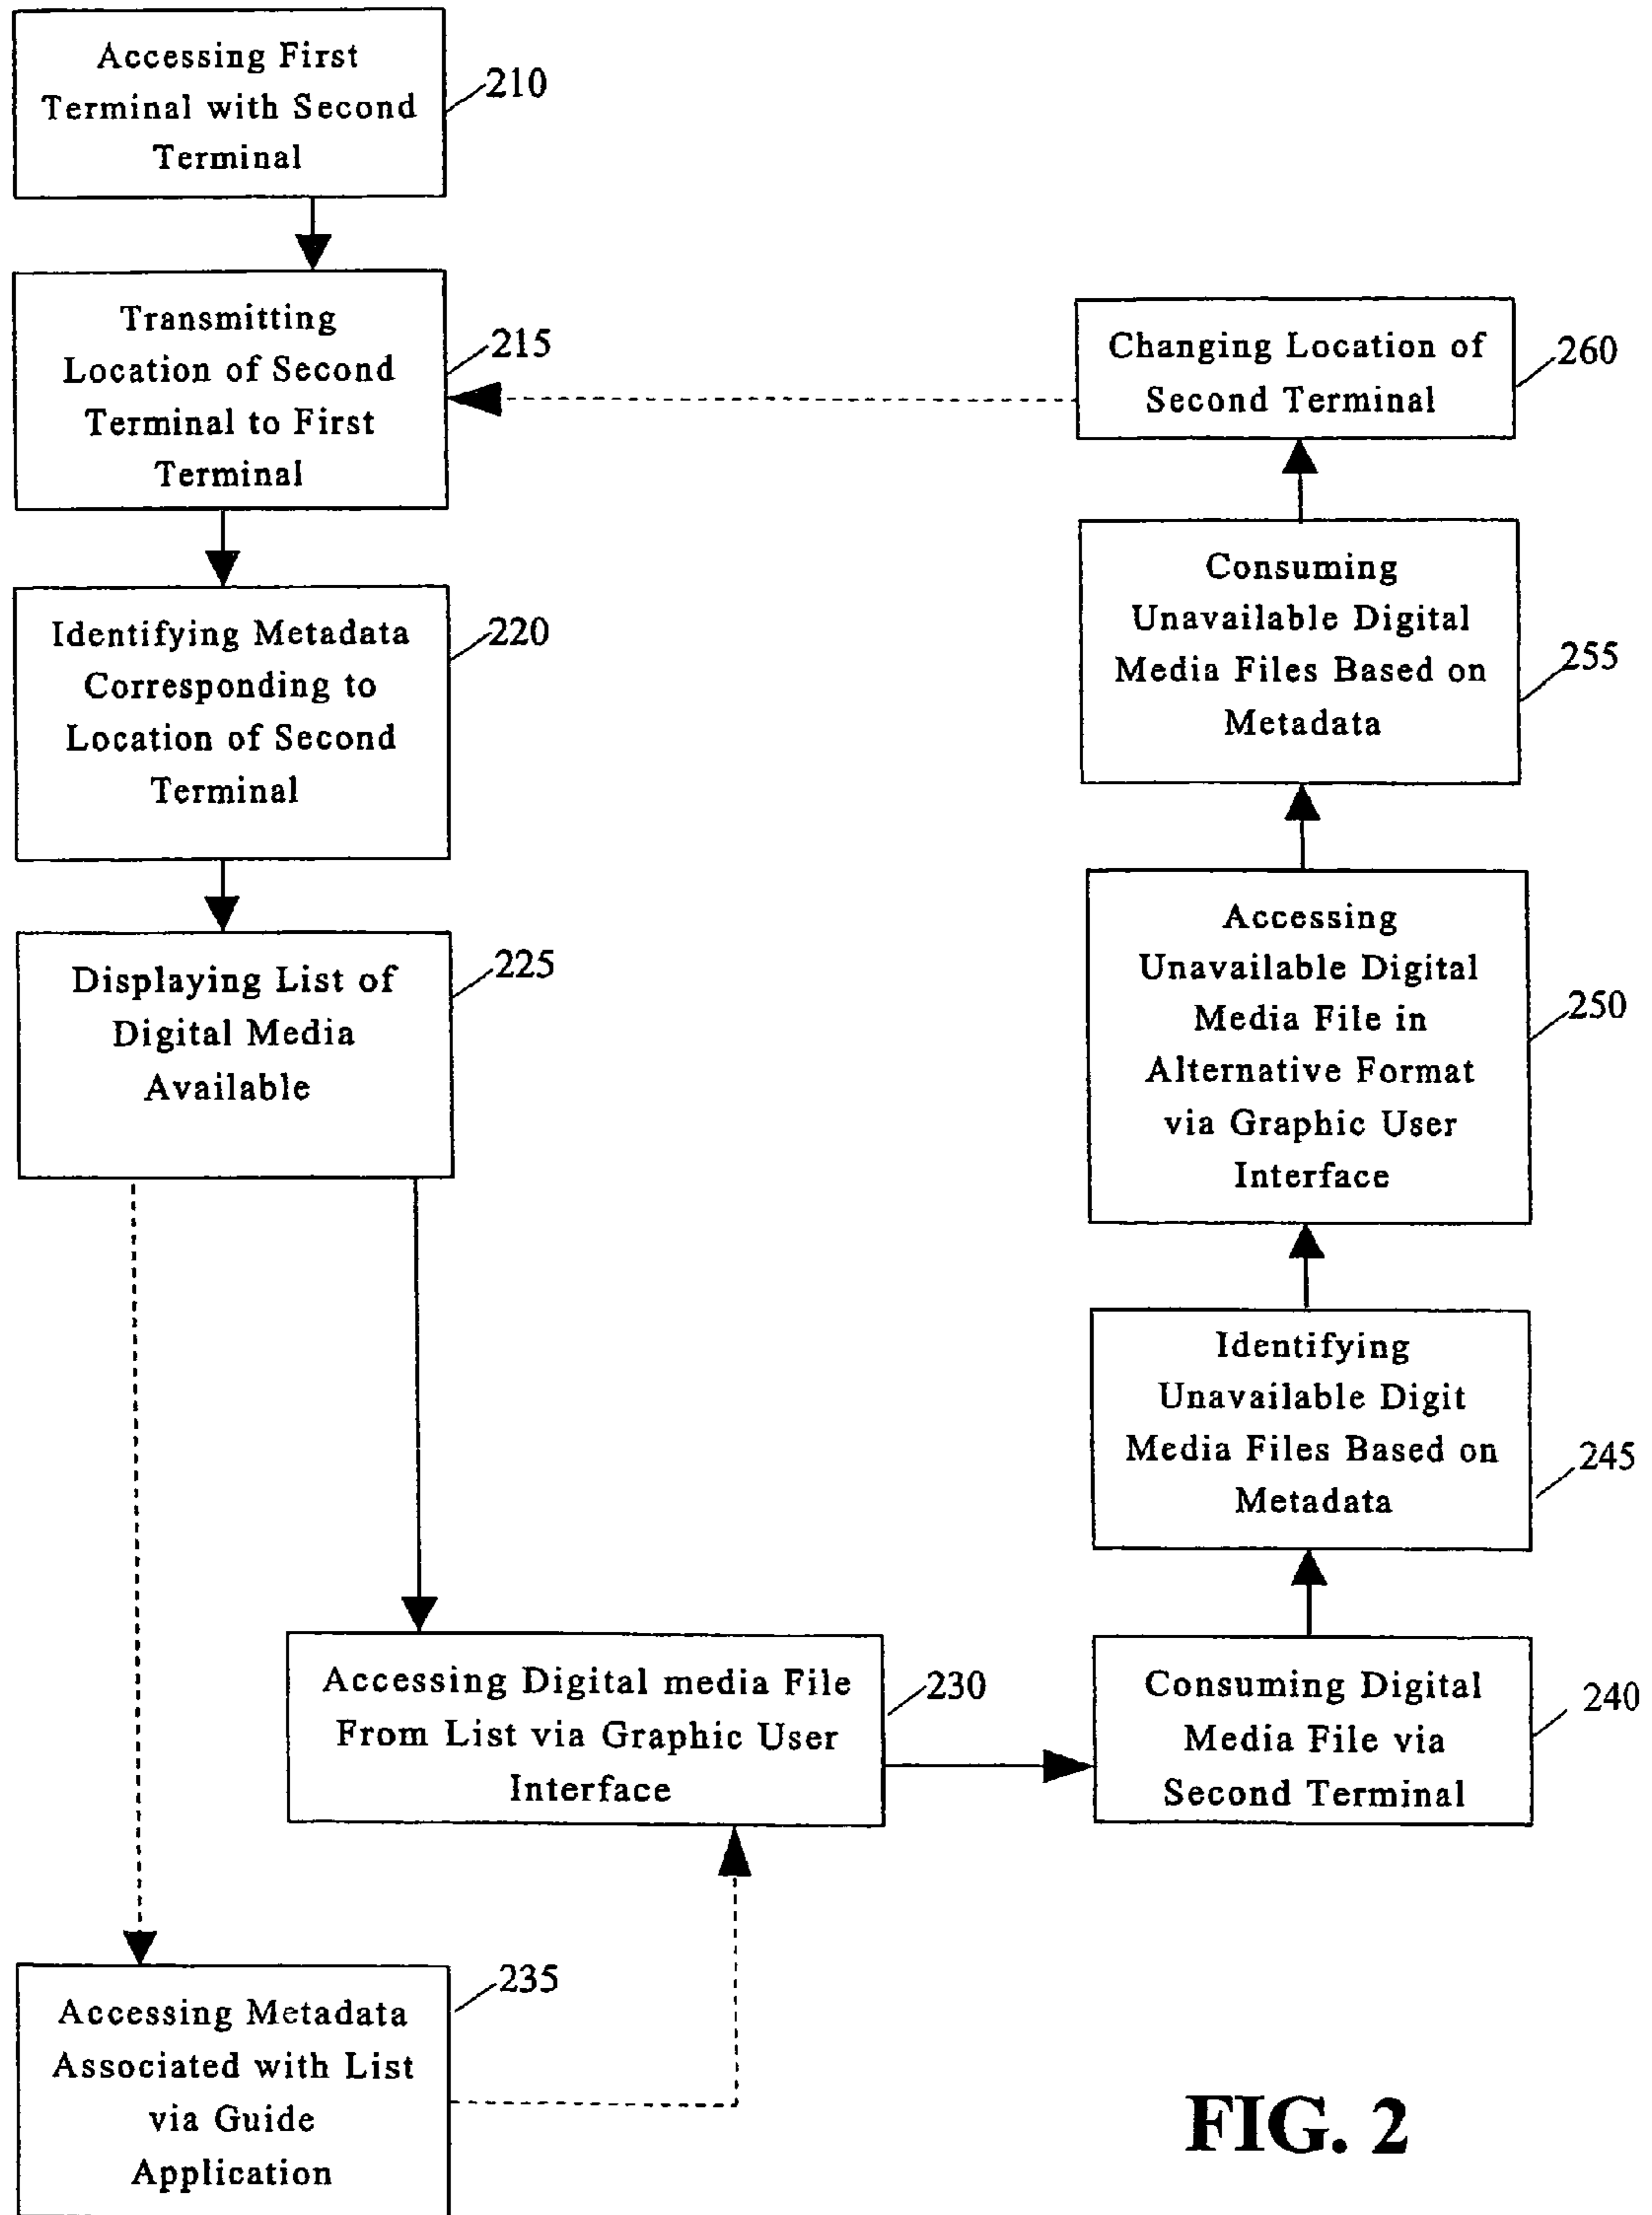 Accessing First
Terminal with Second
Terminal
210
Transmitting
Location of Second
Terminal to First
Terminal
215
Identifying Metadata
Corresponding to
Location of Second
Terminal
220
Displaying List of
Digital Media
Available
225
Accessing Digital media File
From List via Graphic User
Interface
230
Accessing Metadata
Associated with List
via Guide
Application
235
Consuming Digital
Media File via
Second Terminal
240
Identifying
Unavailable Digit
Media Files Based on
Metadata
245
Accessing
Unavailable Digital
Media File in
Alternative Format
via Graphic User
Interface
250
Consuming
Unavailable Digital
Media Files Based on
Metadata
255
Changing Location of
Second Terminal
260
FIG. 2